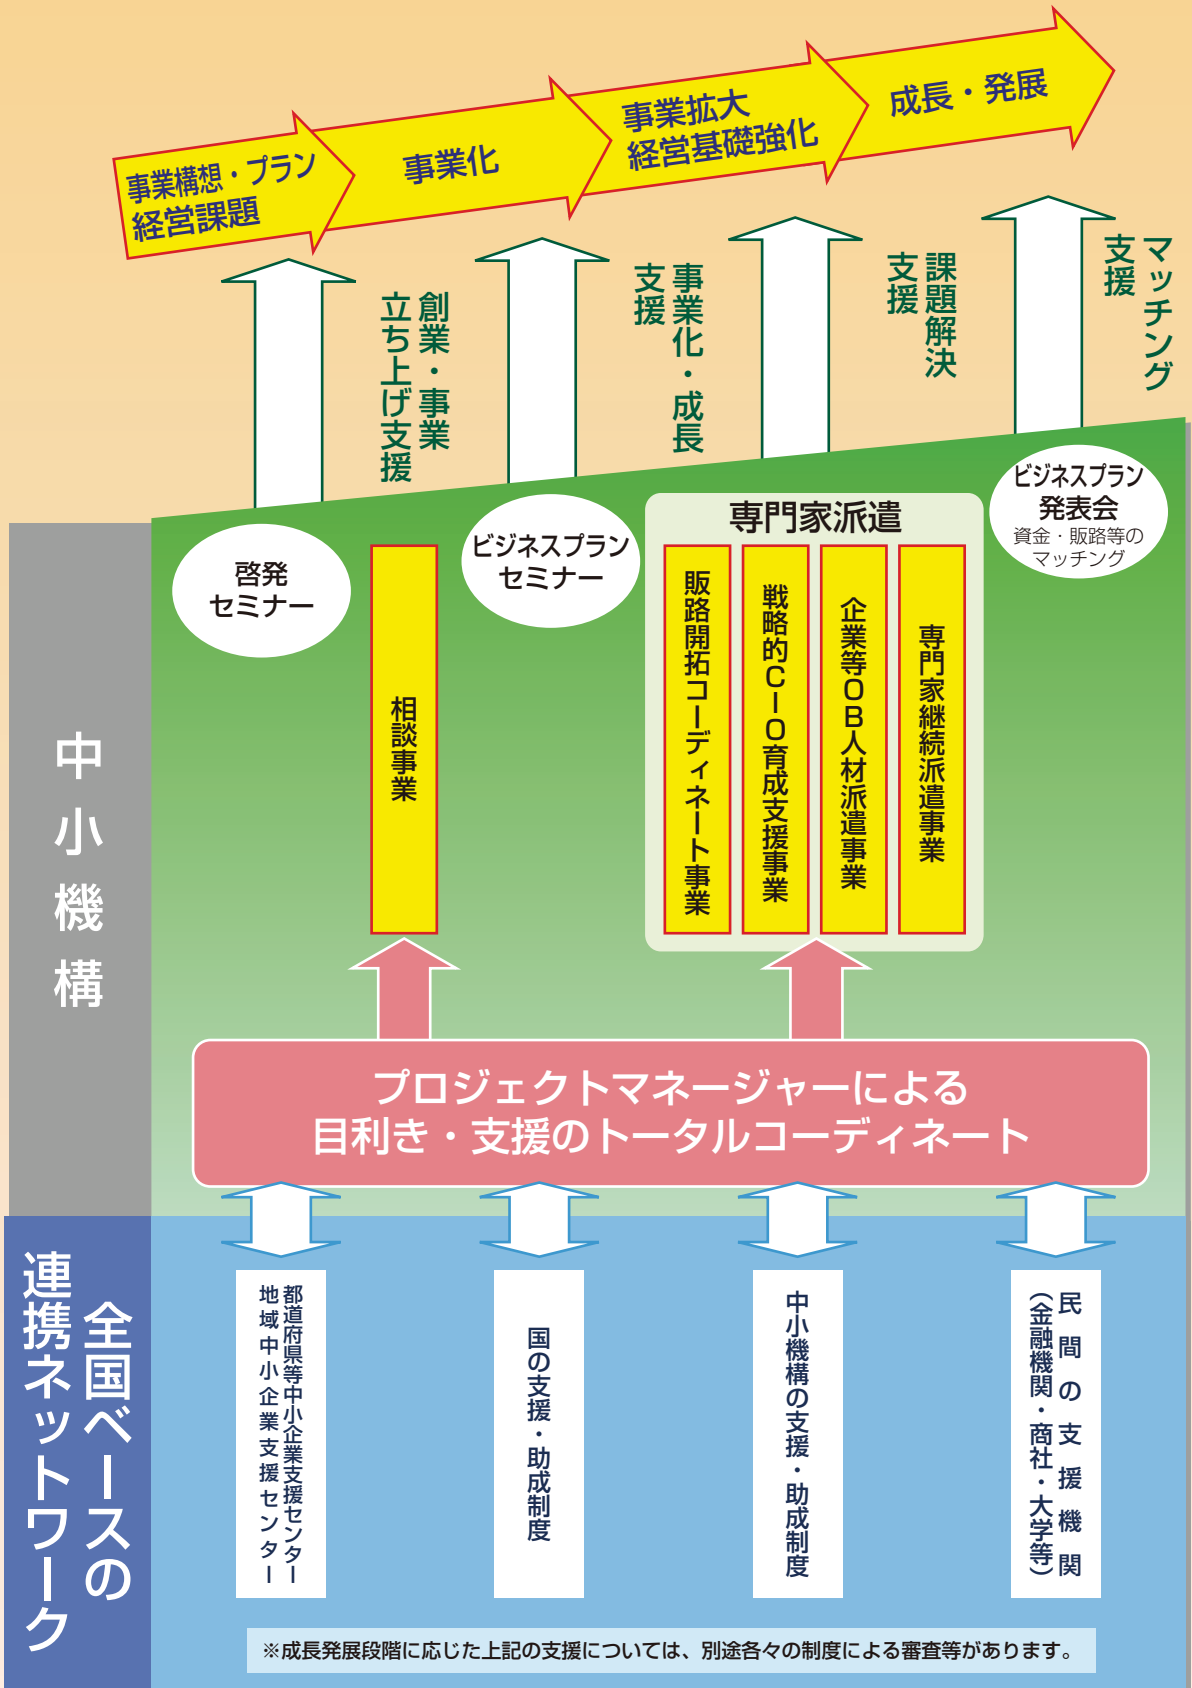 事業構想・プラン
経営課題
事業化
事業拡大
経営基礎強化
成長・発展
創業・事業
立ち上げ支援
事業化・成長
支援
課題解決
支援
マッチング
支援
中小機構
啓発
セミナー
相談事業
ビジネスプラン
セミナー
専門家派遣
販路開拓コーディネート事業
戦略的CIO育成支援事業
企業等OB人材派遣事業
専門家継続派遣事業
ビジネスプラン
発表会
資金・販路等の
マッチング
プロジェクトマネージャーによる
目利き・支援のトータルコーディネート
全国ベースの
連携ネットワーク
都道府県等中小企業支援センター
地域中小企業支援センター
国の支援・助成制度
中小機構の支援・助成制度
民間の支援機関
（金融機関・商社・大学等）
※成長発展段階に応じた上記の支援については、別途各々の制度による審査等があります。